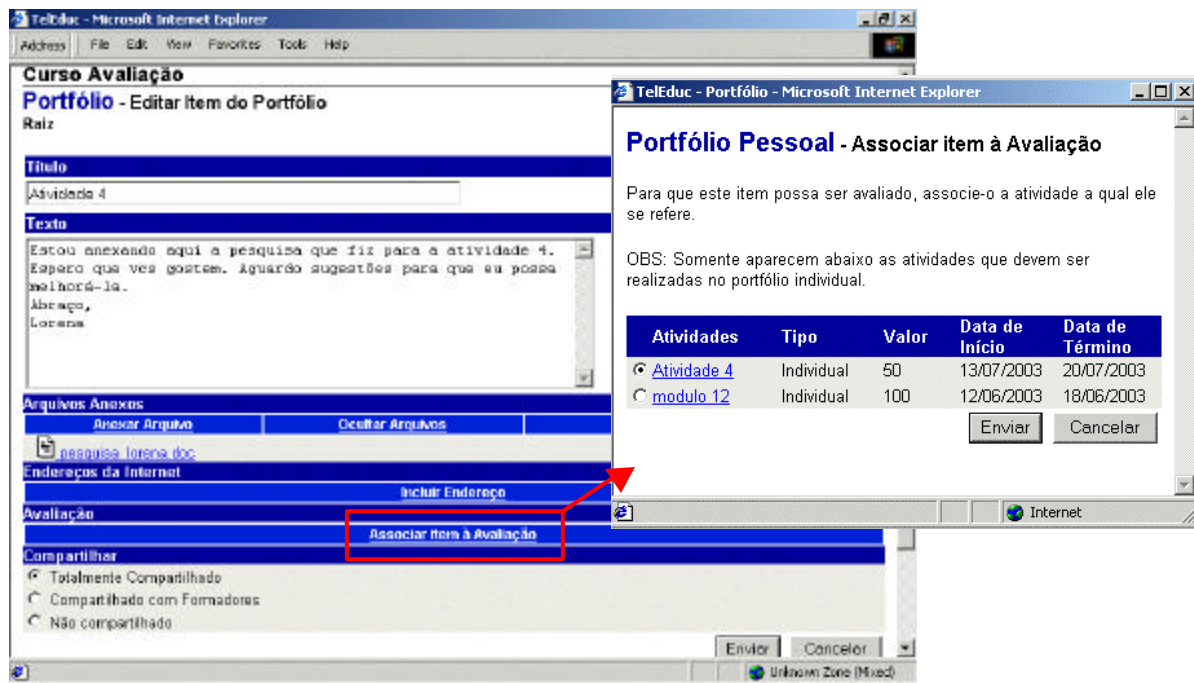 TelEduc - Microsoft Internet Explorer
Address File Edit View Favorites Tools Help
Curso Avaliação
Portfólio - Editar Item do Portfólio
Raiz
Título
Atividade 4
Texto
Estou anexando aqui a pesquisa que fiz para a atividade 4.
Espero que vcs gostem. Aguardo sugestões para que eu possa
melhorá-la.
Abraço,
Lorena
Arquivos Anexos
Anexar Arquivo Ocultar Arquivos
pesquisa_lorena.doc
Endereços da Internet
Incluir Endereço
Avaliação
Associar Item à Avaliação
Compartilhar
Totalmente Compartilhado
Compartilhado com Formadores
Não compartilhado
Enviar Cancelar
Unknown Zone (Mixed)
TelEduc - Portfólio - Microsoft Internet Explorer
Portfólio Pessoal - Associar item à Avaliação
Para que este item possa ser avaliado, associe-o a atividade a qual ele
se refere.
OBS: Somente aparecem abaixo as atividades que devem ser
realizadas no portfólio individual.
Atividades Tipo Valor Data de Início Data de Término
Atividade 4 Individual 50 13/07/2003 20/07/2003
modulo 12 Individual 100 12/06/2003 18/06/2003
Enviar Cancelar
Internet